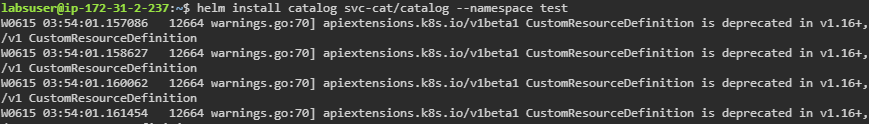 labsuser@ip-172-31-2-237:~$ helm install catalog svc-cat/catalog --namespace test
W0615 03:54:01.157086   12664 warnings.go:70] apiextensions.k8s.io/v1beta1 CustomResourceDefinition is deprecated in v1.16+,
/v1 CustomResourceDefinition
W0615 03:54:01.158627   12664 warnings.go:70] apiextensions.k8s.io/v1beta1 CustomResourceDefinition is deprecated in v1.16+,
/v1 CustomResourceDefinition
W0615 03:54:01.160062   12664 warnings.go:70] apiextensions.k8s.io/v1beta1 CustomResourceDefinition is deprecated in v1.16+,
/v1 CustomResourceDefinition
W0615 03:54:01.161454   12664 warnings.go:70] apiextensions.k8s.io/v1beta1 CustomResourceDefinition is deprecated in v1.16+,